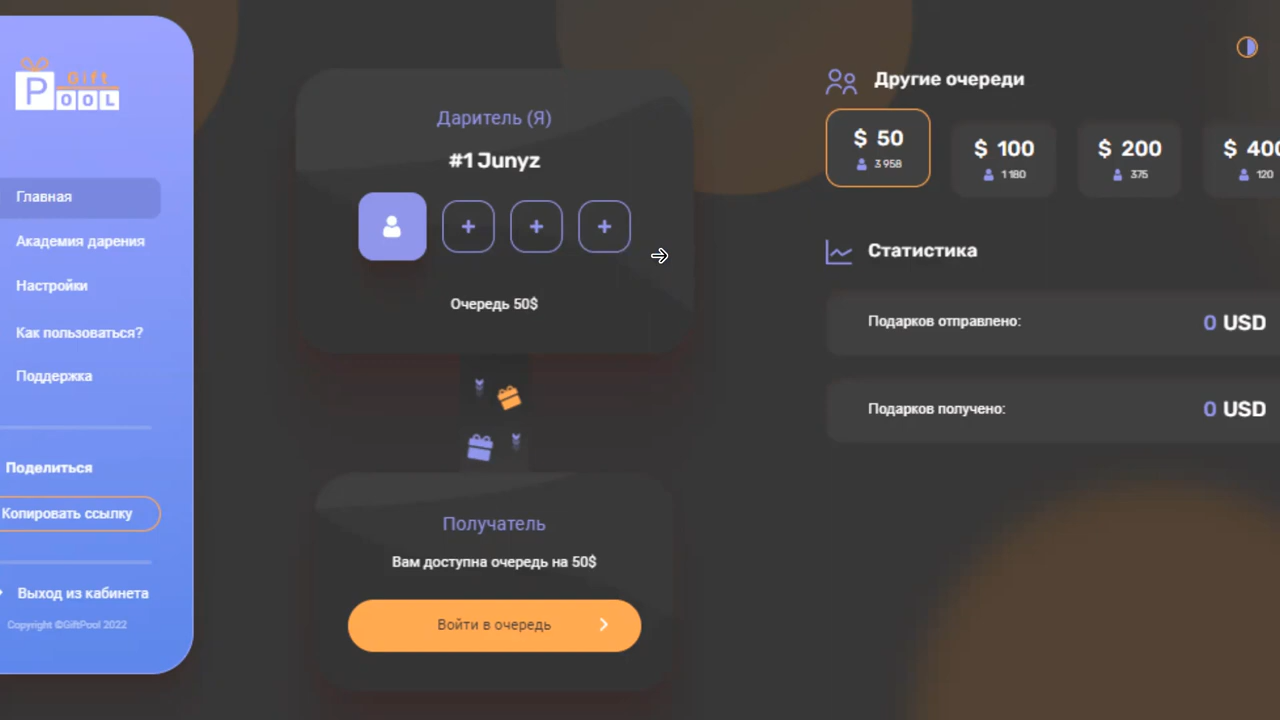 Gift
POOL
Главная
Академия дарения
Настройки
Как пользоваться?
Поддержка
Поделиться
Копировать ссылку
Выход из кабинета
Copyright ©GiftPool 2022
Даритель (Я)
#1 Junyz
Очередь 50$
Получатель
Вам доступна очередь на 50$
Войти в очередь
Другие очереди
$ 50
3 958
$ 100
1 180
$ 200
375
$ 400
120
Статистика
Подарков отправлено:
0 USD
Подарков получено:
0 USD